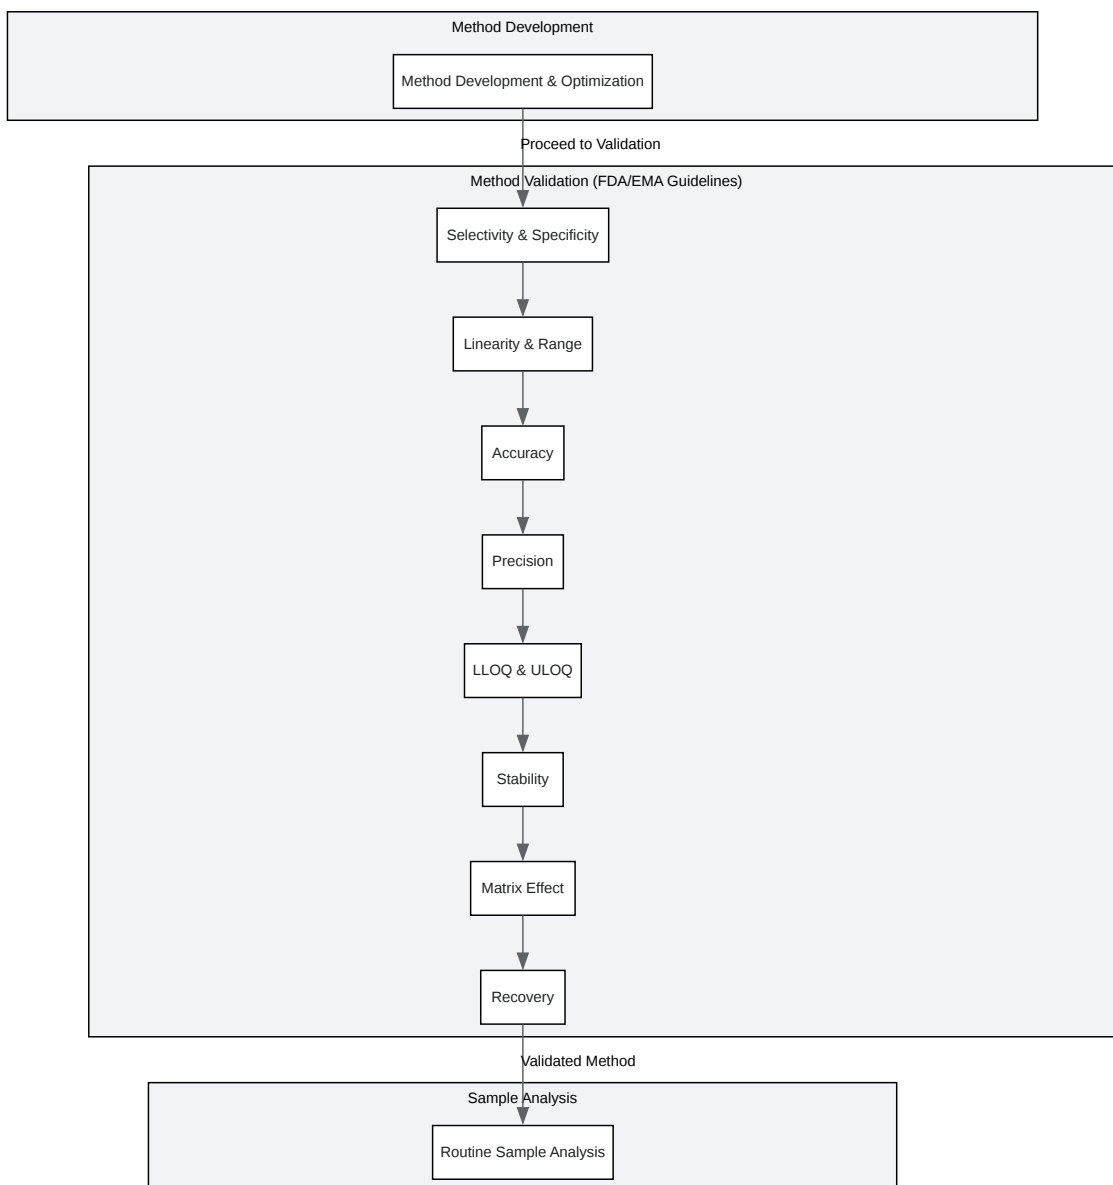 Method Development
Method Development & Optimization
Proceed to Validation
Method Validation (FDA/EMA Guidelines)
Selectivity & Specificity
Linearity & Range
Accuracy
Precision
LLOQ & ULOQ
Stability
Matrix Effect
Recovery
Validated Method
Sample Analysis
Routine Sample Analysis